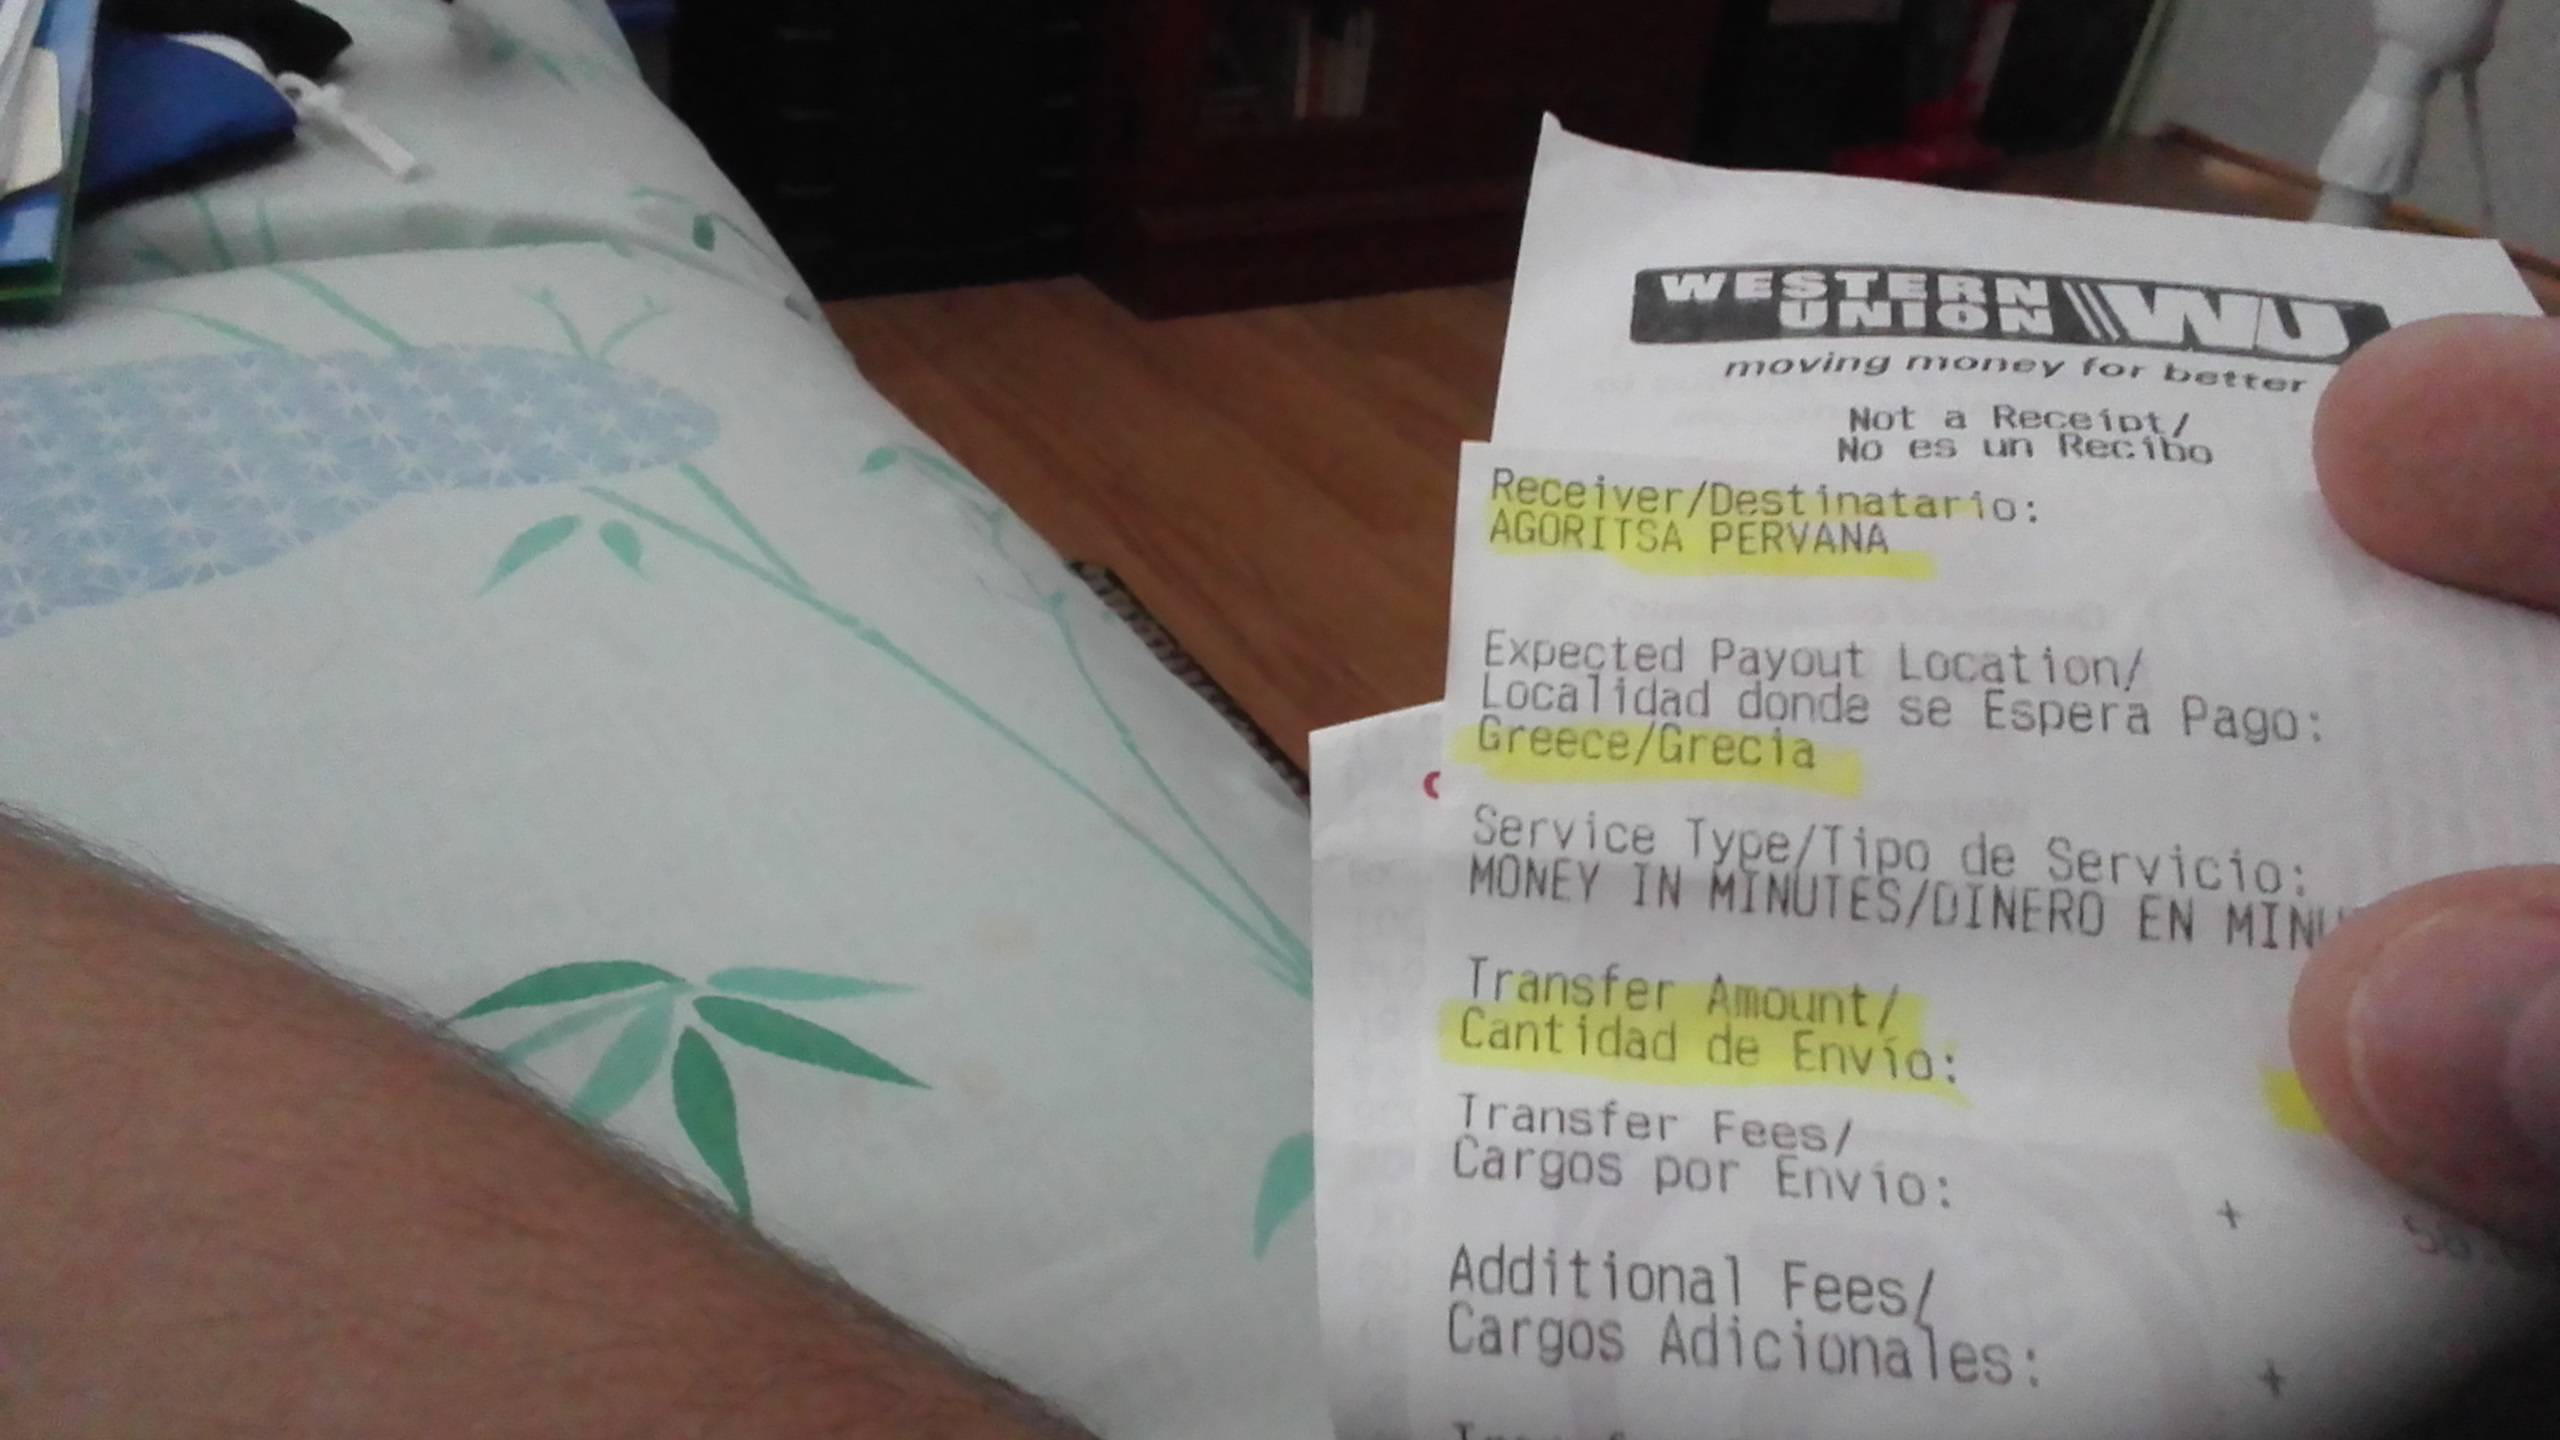 WESTERN UNION WU
moving money for better
Not a Receipt/
No es un Recibo
Receiver/Destinatario:
AGORITSA PERVANA
Expected Payout Location/
Localidad donde se Espera Pago:
Greece/Grecia
Service Type/Tipo de Servicio:
MONEY IN MINUTES/DINERO EN
Transfer Amount/
Cantidad de Envío:
Transfer Fees/
Cargos por Envío:
+
Additional Fees/
Cargos Adicionales:
+